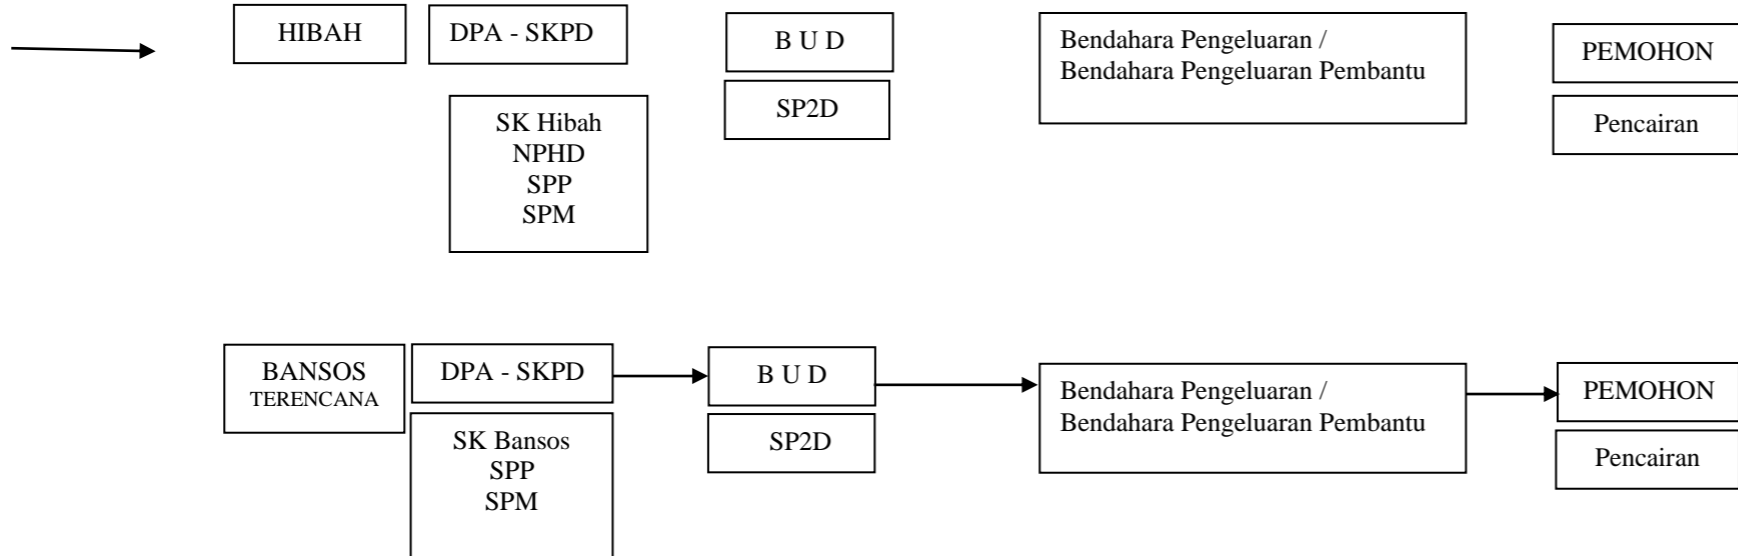 HIBAH
DPA - SKPD
B U D
Bendahara Pengeluaran /
Bendahara Pengeluaran Pembantu
PEMOHON
SK Hibah
NPHD
SPP
SPM
SP2D
Pencairan
BANSOS
TERENCANA
DPA - SKPD
B U D
Bendahara Pengeluaran /
Bendahara Pengeluaran Pembantu
PEMOHON
SK Bansos
SPP
SPM
SP2D
Pencairan